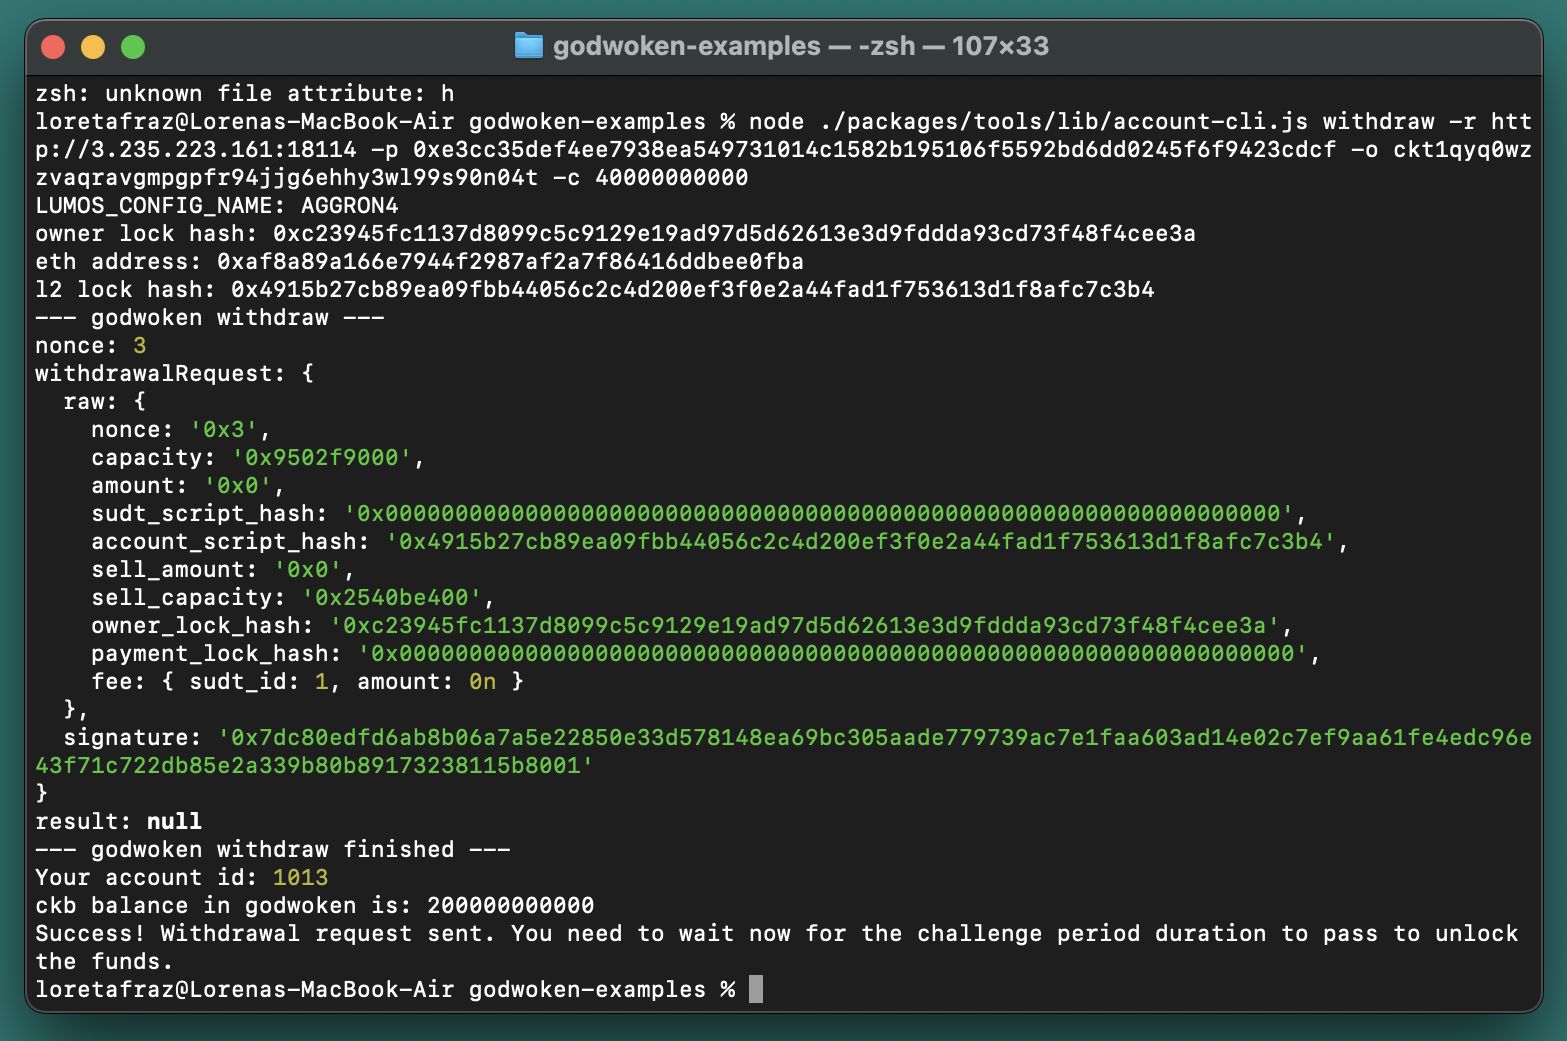 godwoken-examples — -zsh — 107×33
zsh: unknown file attribute: h
loretafraz@Lorenas-MacBook-Air godwoken-examples % node ./packages/tools/lib/account-cli.js withdraw -r htt
p://3.235.223.161:18114 -p 0xe3cc35def4ee7938ea549731014c1582b195106f5592bd6dd0245f6f9423cdcf -o ckt1qyq0wz
zvaqravgmpgpfr94jjg6ehhy3wl99s90n04t -c 40000000000
LUMOS_CONFIG_NAME: AGGRON4
owner lock hash: 0xc23945fc1137d8099c5c9129e19ad97d5d62613e3d9fddda93cd73f48f4cee3a
eth address: 0xaf8a89a166e7944f2987af2a7f86416ddbee0fba
l2 lock hash: 0x4915b27cb89ea09fbb44056c2c4d200ef3f0e2a44fad1f753613d1f8afc7c3b4
--- godwoken withdraw ---
nonce: 3
withdrawalRequest: {
  raw: {
    nonce: '0x3',
    capacity: '0x9502f9000',
    amount: '0x0',
    sudt_script_hash: '0x0000000000000000000000000000000000000000000000000000000000000000',
    account_script_hash: '0x4915b27cb89ea09fbb44056c2c4d200ef3f0e2a44fad1f753613d1f8afc7c3b4',
    sell_amount: '0x0',
    sell_capacity: '0x2540be400',
    owner_lock_hash: '0xc23945fc1137d8099c5c9129e19ad97d5d62613e3d9fddda93cd73f48f4cee3a',
    payment_lock_hash: '0x0000000000000000000000000000000000000000000000000000000000000000',
    fee: { sudt_id: 1, amount: 0n }
  },
  signature: '0x7dc80edfd6ab8b06a7a5e22850e33d578148ea69bc305aade779739ac7e1faa603ad14e02c7ef9aa61fe4edc96e
43f71c722db85e2a339b80b89173238115b8001'
}
result: null
--- godwoken withdraw finished ---
Your account id: 1013
ckb balance in godwoken is: 200000000000
Success! Withdrawal request sent. You need to wait now for the challenge period duration to pass to unlock
the funds.
loretafraz@Lorenas-MacBook-Air godwoken-examples %